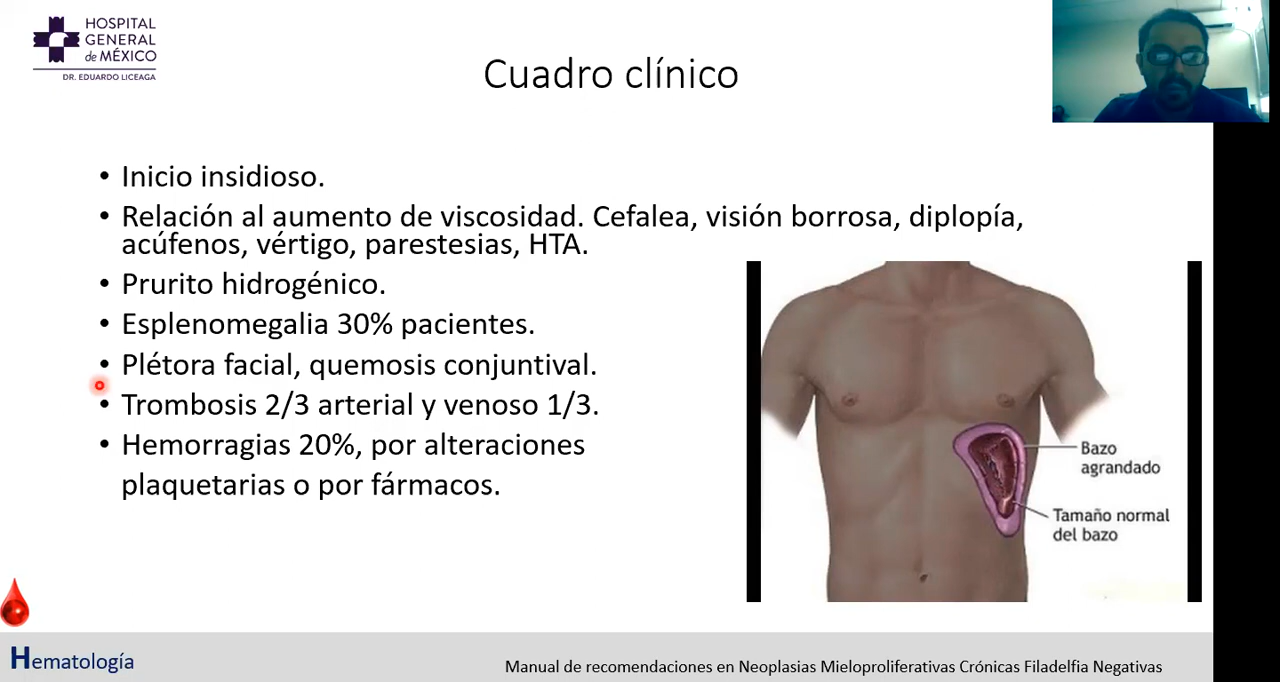 HOSPITAL
GENERAL
de MÉXICO
DR. EDUARDO LICEAGA
Cuadro clínico
• Inicio insidioso.
• Relación al aumento de viscosidad. Cefalea, visión borrosa, diplopía,
acúfenos, vértigo, parestesias, HTA.
• Prurito hidrogénico.
• Esplenomegalia 30% pacientes.
• Plétora facial, quemosis conjuntival.
• Trombosis 2/3 arterial y venoso 1/3.
• Hemorragias 20%, por alteraciones
plaquetarias o por fármacos.
Bazo
agrandado
Tamaño normal
del bazo
Hematología
Manual de recomendaciones en Neoplasias Mieloproliferativas Crónicas Filadelfia Negativas